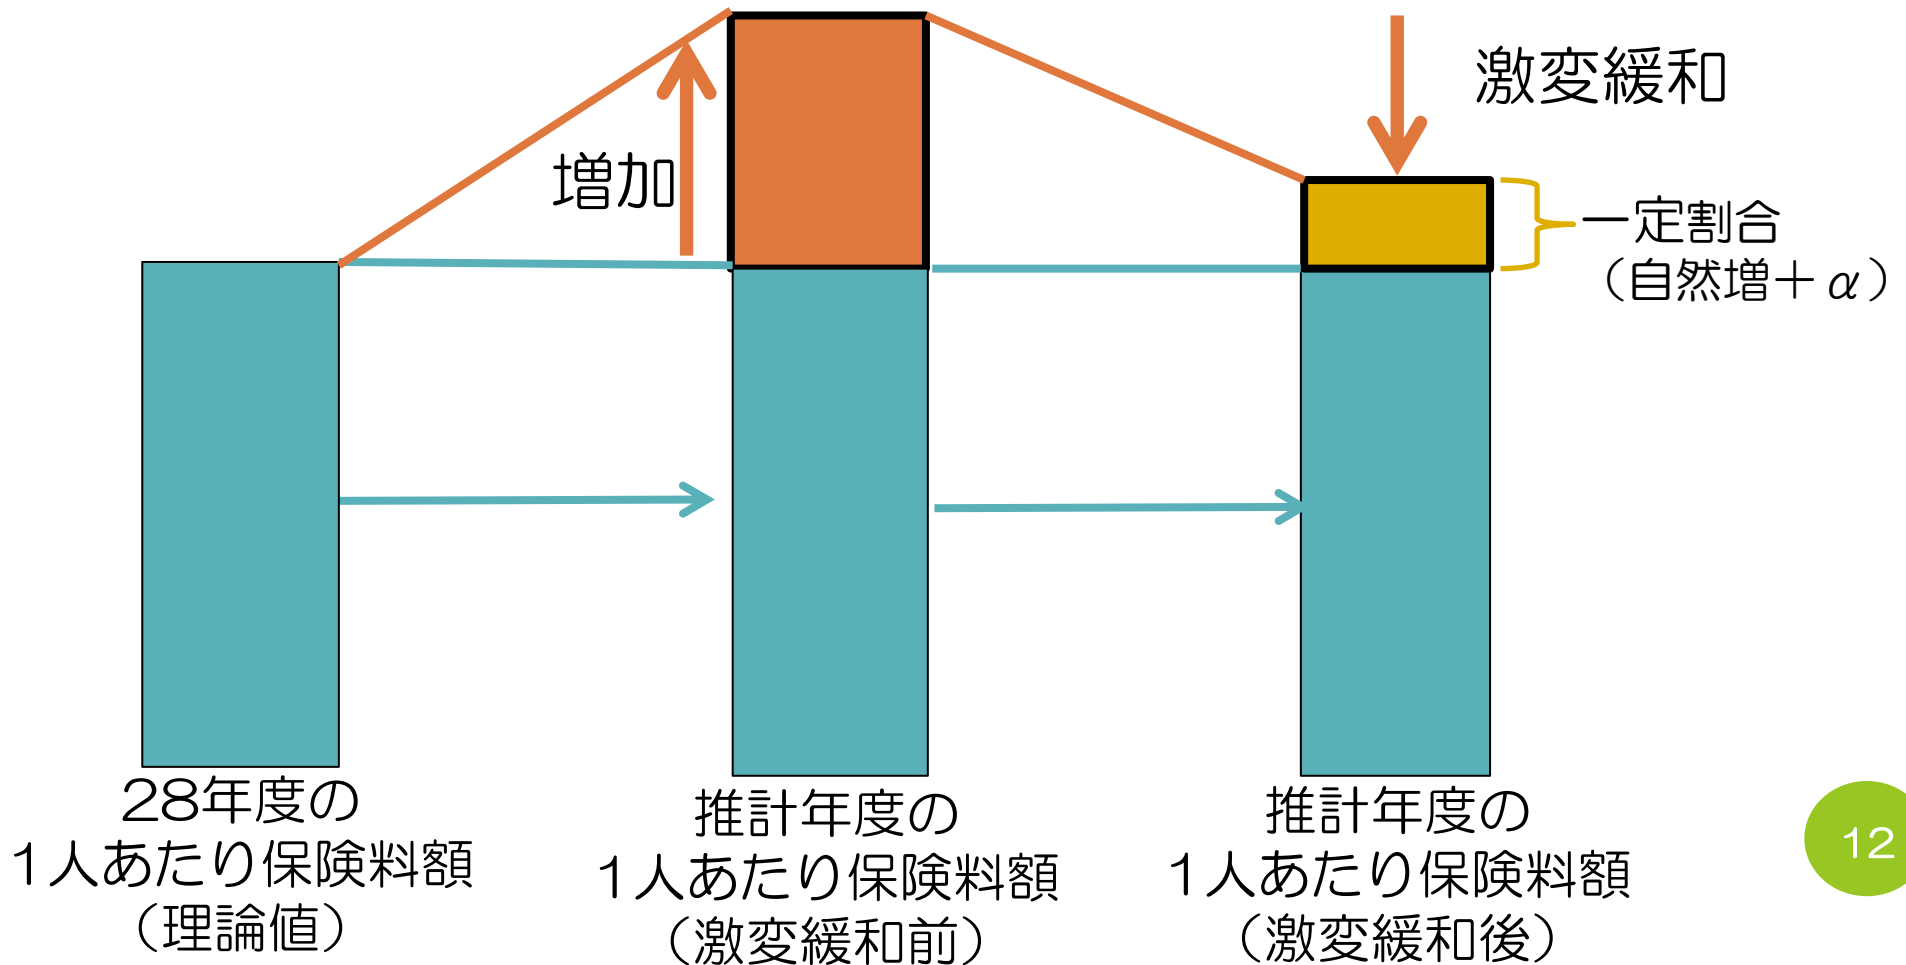 激変緩和
増加
一定割合
（自然増＋α）
28年度の
1人あたり保険料額
（理論値）
推計年度の
1人あたり保険料額
（激変緩和前）
推計年度の
1人あたり保険料額
（激変緩和後）
12